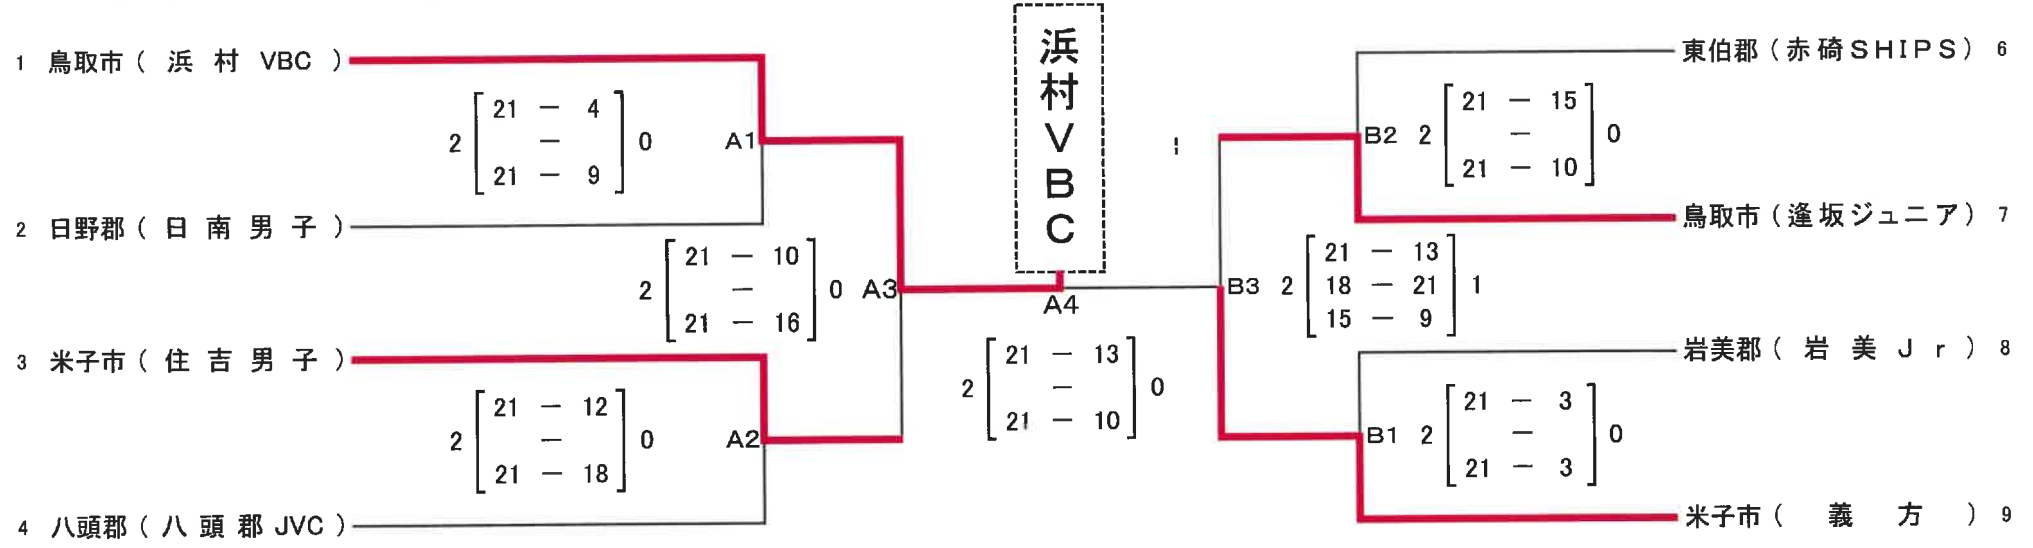 1 鳥取市 ( 浜 村 VBC )
2 [ 21 － 4 ] 0
－
21 － 9
A1
2 日野郡 ( 日 南 男 子 )
2 [ 21 － 10 ] 0
－
21 － 16
A3
3 米子市 ( 住 吉 男 子 )
2 [ 21 － 12 ] 0
－
21 － 18
A2
4 八頭郡 ( 八 頭 郡 JVC )
浜村VBC
A4
2 [ 21 － 13 ] 0
－
21 － 10
東伯郡 ( 赤碕SHIPS ) 6
B2 2 [ 21 － 15 ] 0
－
21 － 10
鳥取市 ( 逢坂ジュニア ) 7
B3 2 [ 21 － 13 ] 1
18 － 21
15 － 9
岩美郡 ( 岩 美 J r ) 8
B1 2 [ 21 － 3 ] 0
－
21 － 3
米子市 ( 義 方 ) 9